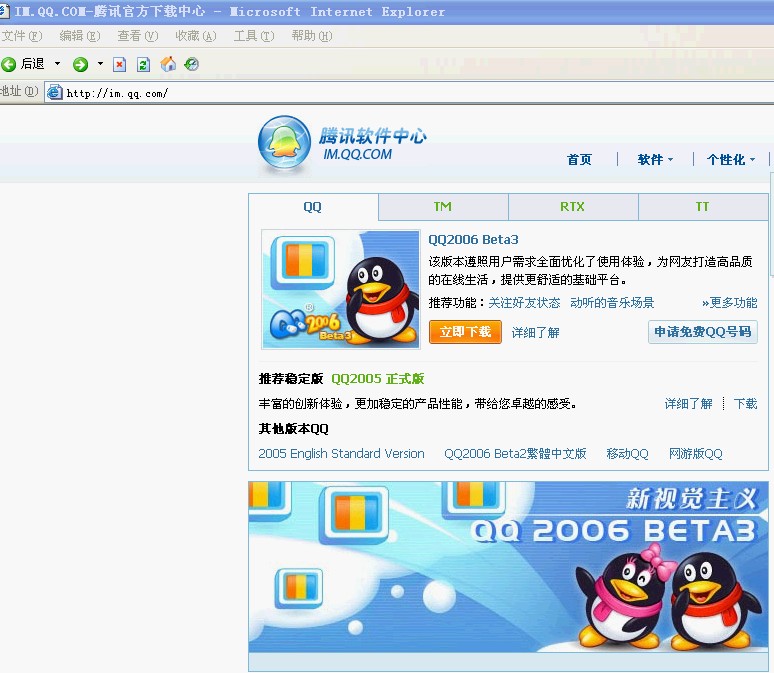 IM.QQ.COM-腾讯官方下载中心 - Microsoft Internet Explorer
文件(F) 编辑(E) 查看(V) 收藏(A) 工具(T) 帮助(H)
后退
地址(D) http://im.qq.com/
腾讯软件中心
IM.QQ.COM
首页 软件 个性化
QQ TM RTX TT
QQ2006 Beta3
该版本遵照用户需求全面优化了使用体验，为网友打造高品质
的在线生活，提供更舒适的基础平台。
推荐功能：关注好友状态 动听的音乐场景 »更多功能
QQ2006
Beta3
立即下载 详细了解 申请免费QQ号码
推荐稳定版 QQ2005 正式版
丰富的创新体验，更加稳定的产品性能，带给您卓越的感受。 详细了解 下载
其他版本QQ
2005 English Standard Version QQ2006 Beta2繁體中文版 移动QQ 网游版QQ
新视觉主义
QQ 2006 BETA3